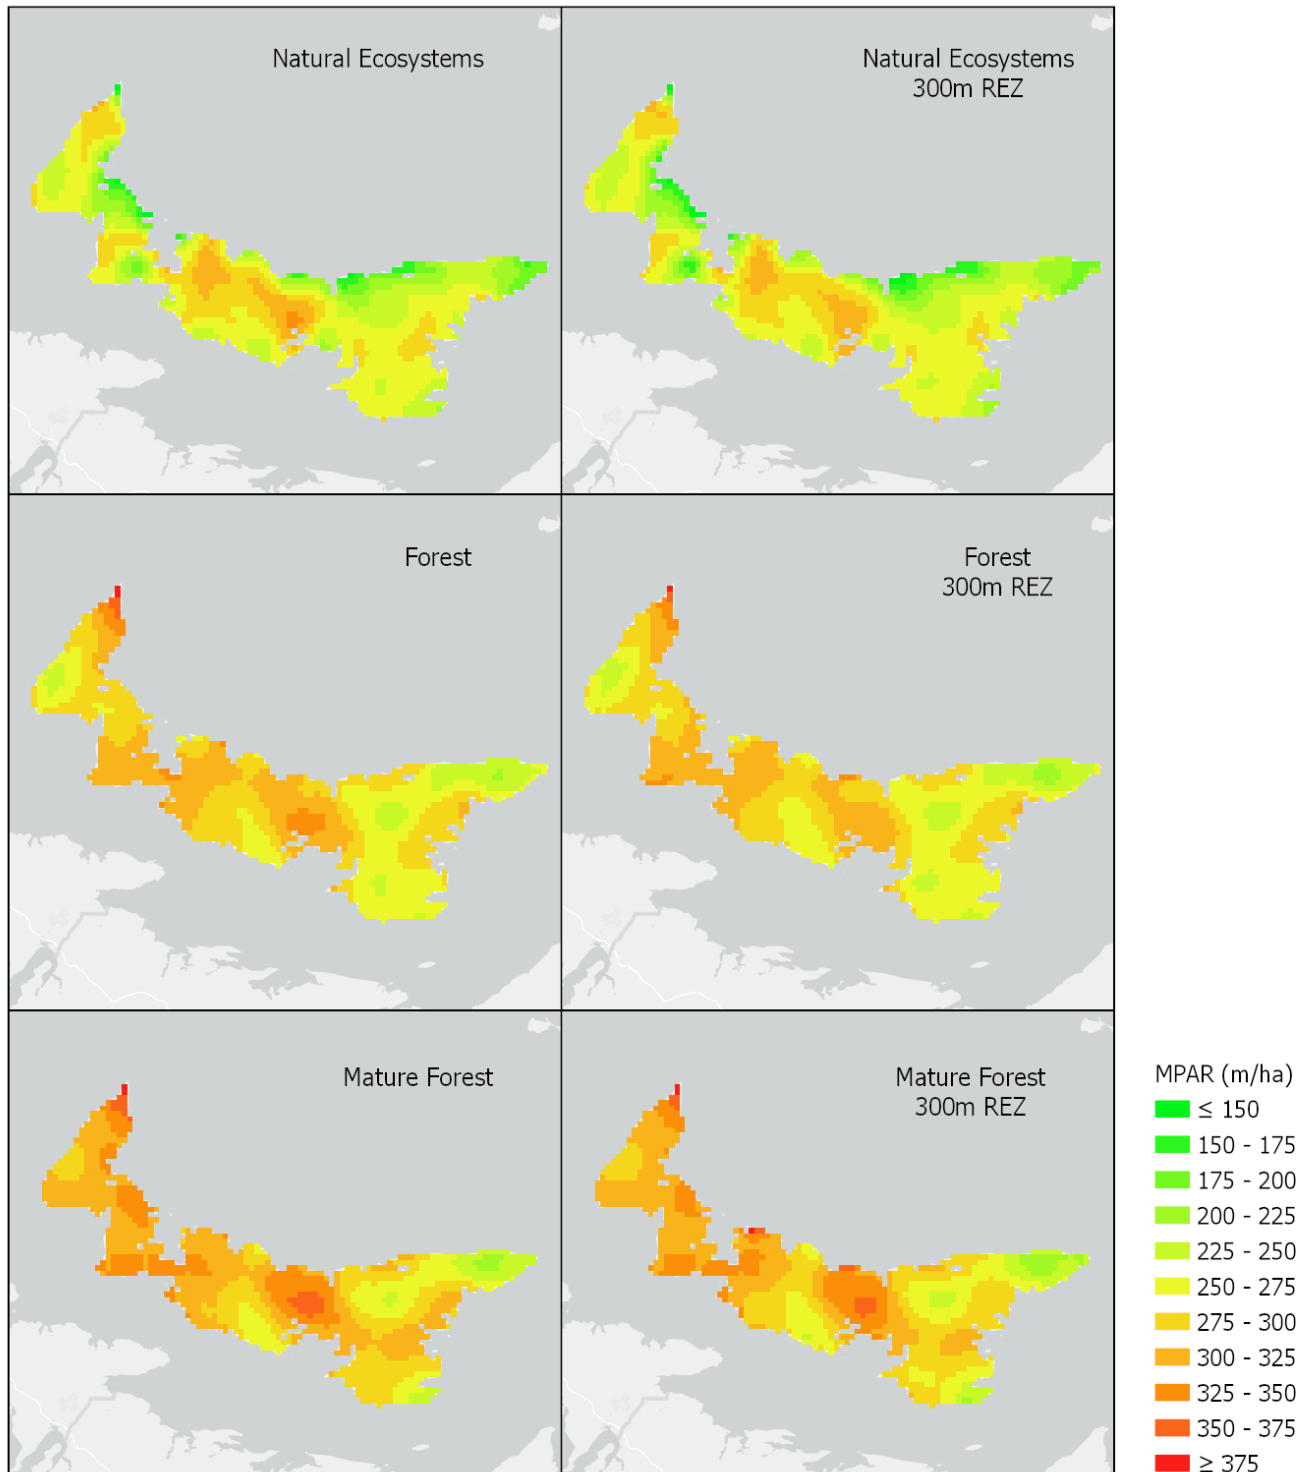 Natural Ecosystems
Natural Ecosystems
300m REZ
Forest
Forest
300m REZ
Mature Forest
Mature Forest
300m REZ
MPAR (m/ha)
≤ 150
150 - 175
175 - 200
200 - 225
225 - 250
250 - 275
275 - 300
300 - 325
325 - 350
350 - 375
≥ 375